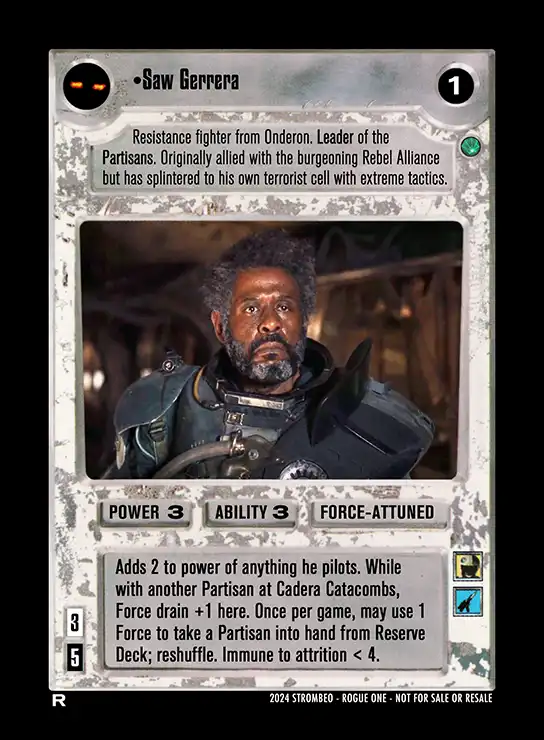 •Saw Gerrera
1
Resistance fighter from Onderon. Leader of the
Partisans. Originally allied with the burgeoning Rebel Alliance
but has splintered to his own terrorist cell with extreme tactics.
POWER 3
ABILITY 3
FORCE-ATTUNED
Adds 2 to power of anything he pilots. While
with another Partisan at Cadera Catacombs,
Force drain +1 here. Once per game, may use 1
Force to take a Partisan into hand from Reserve
Deck; reshuffle. Immune to attrition < 4.
3
5
R
2024 STROMBEO - ROGUE ONE - NOT FOR SALE OR RESALE